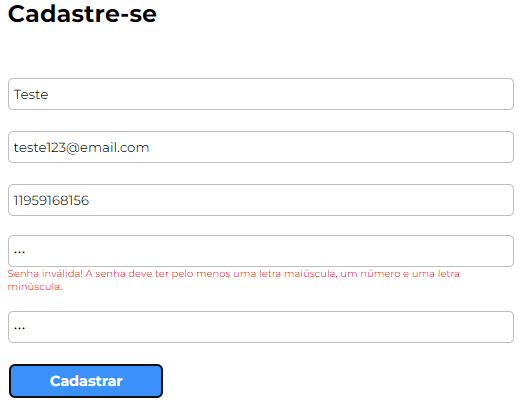 Cadastre-se
Teste
teste123@email.com
11959168156
...
Senha inválida! A senha deve ter pelo menos uma letra maiúscula, um número e uma letra
minúscula.
...
Cadastrar